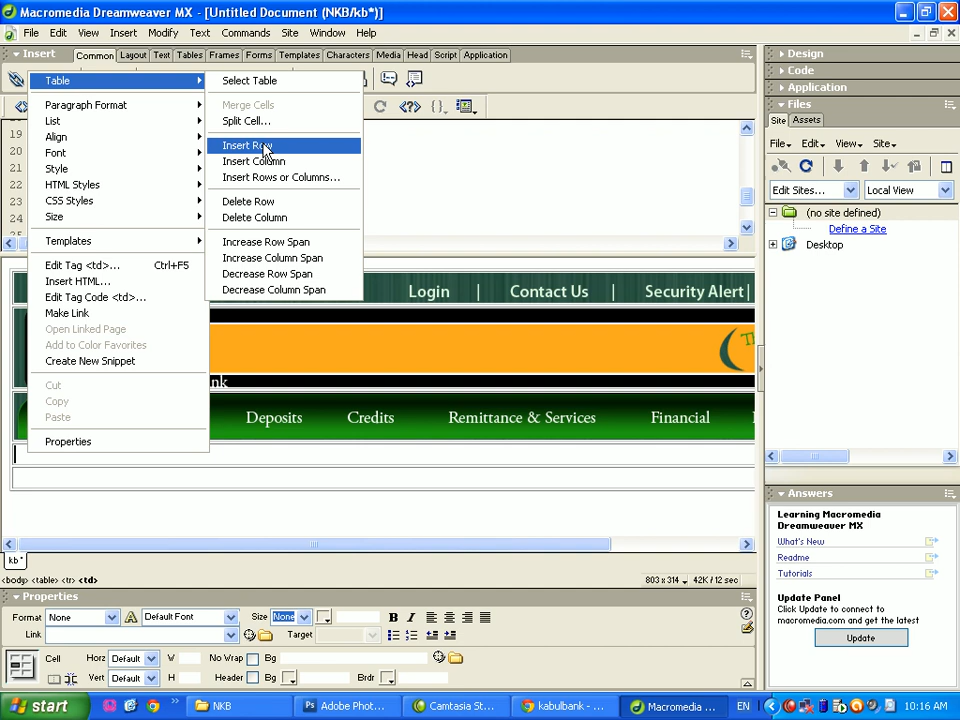 Macromedia Dreamweaver MX - [Untitled Document (NKB/kb*)]
File Edit View Insert Modify Text Commands Site Window Help
Insert Common Layout Text Tables Frames Forms Templates Characters Media Head Script Application
Design
Code
Application
Files
Site Assets
File Edit View Site
Edit Sites... Local View
(no site defined)
Define a Site
Desktop
Table
Paragraph Format
List
Align
Font
Style
HTML Styles
CSS Styles
Size
Templates
Edit Tag <td>... Ctrl+F5
Insert HTML...
Edit Tag Code <td>...
Make Link
Open Linked Page
Add to Color Favorites
Create New Snippet
Cut
Copy
Paste
Properties
Select Table
Merge Cells
Split Cell...
Insert Row
Insert Column
Insert Rows or Columns...
Delete Row
Delete Column
Increase Row Span
Increase Column Span
Decrease Row Span
Decrease Column Span
19
20
21
22
23
24
Login | Contact Us | Security Alert|
Deposits Credits Remittance & Services Financial
kb*
<body> <table> <tr> <td> 803 x 314 42K / 12 sec
Answers
Learning Macromedia
Dreamweaver MX
What's New
Readme
Tutorials
Update Panel
Click Update to connect to
macromedia.com and get the latest
Update
Properties
Format None Default Font Size None B I
Link Target
Cell Horz Default W No Wrap Bg
Vert Default H Header Bg Brdr
start NKB Adobe Phot... Camtasia St... kabulbank - ... Macromedia ... EN 10:16 AM